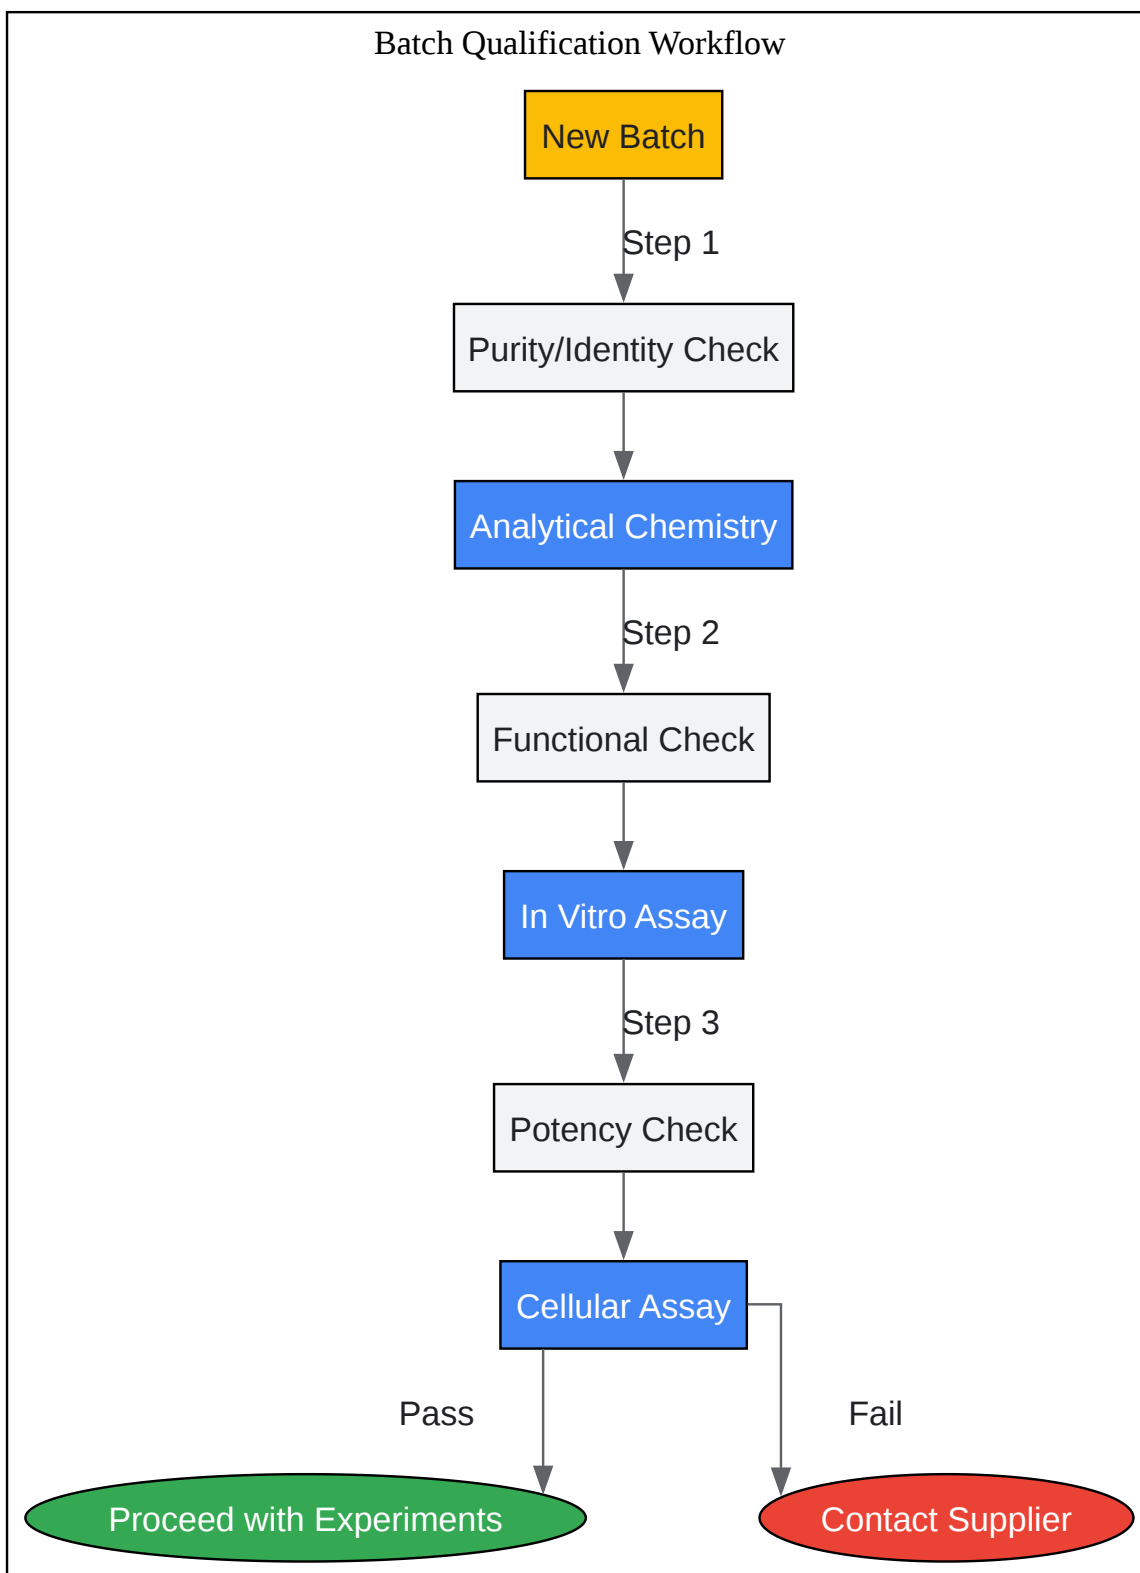 Batch Qualification Workflow
New Batch
Step 1
Purity/Identity Check
Analytical Chemistry
Step 2
Functional Check
In Vitro Assay
Step 3
Potency Check
Cellular Assay
Pass
Fail
Proceed with Experiments
Contact Supplier